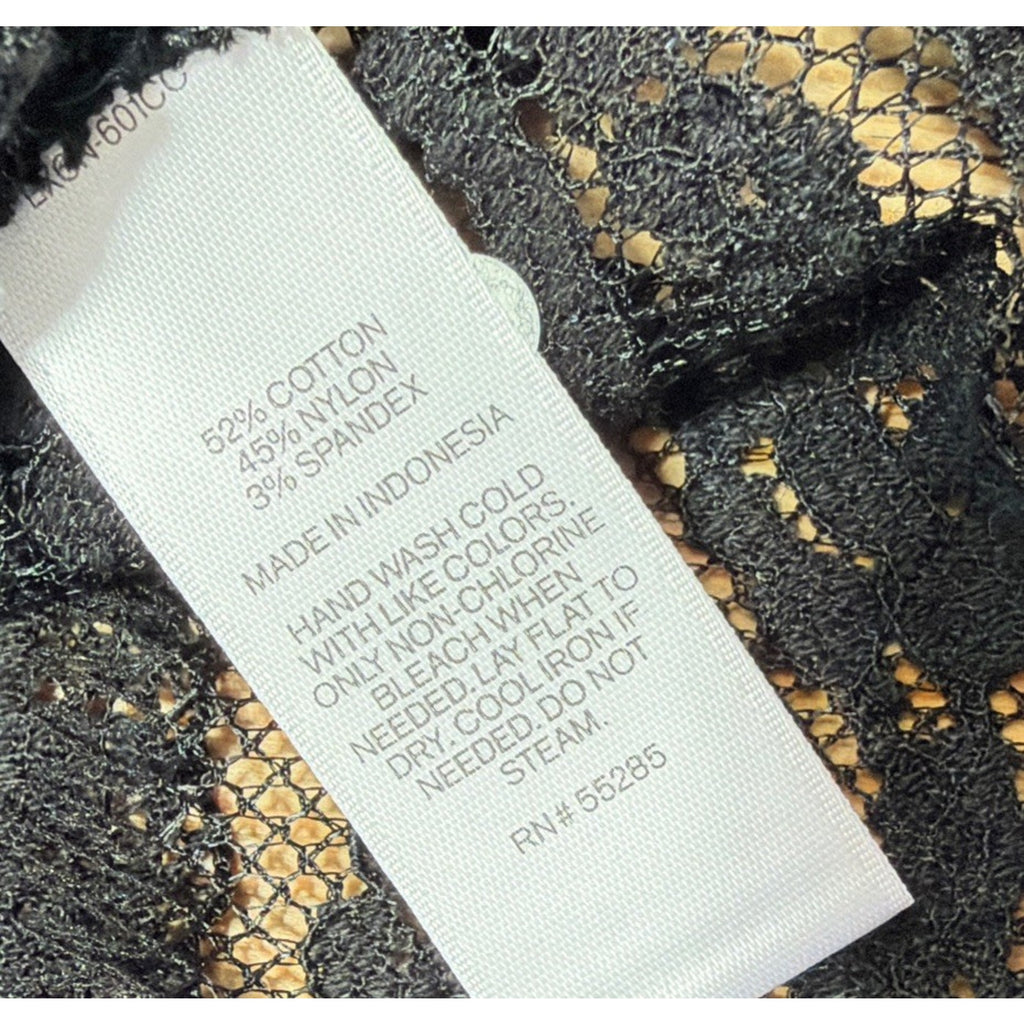 52% COTTON
45% NYLON
3% SPANDEX
MADE IN INDONESIA
HAND WASH COLD
WITH LIKE COLORS.
ONLY NON-CHLORINE
BLEACH WHEN
NEEDED. LAY FLAT TO
DRY. COOL IRON IF
NEEDED. DO NOT
STEAM.
RN# 55285